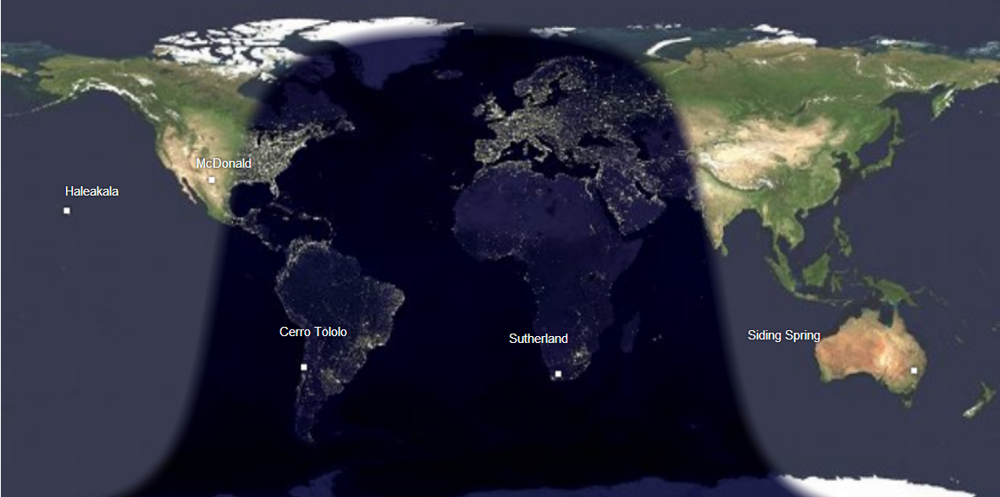 McDonald
Haleakala
Cerro Tololo
Sutherland
Siding Spring